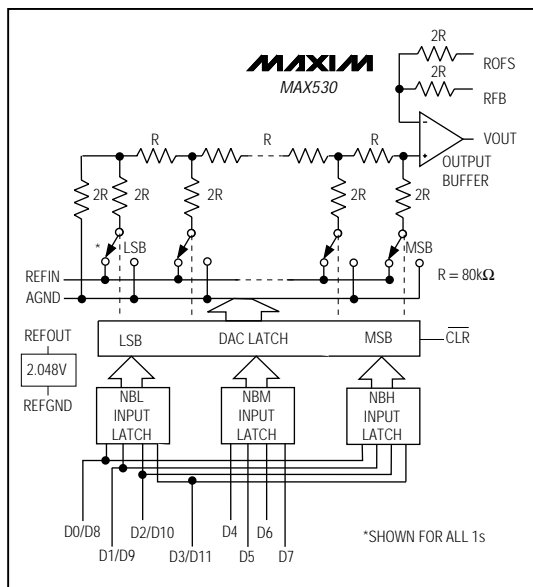 2R
ROFS
2R
RFB
MAXIM
MAX530
−
+
VOUT
OUTPUT
BUFFER
R
R
R
R
2R
2R
2R
2R
2R
* LSB
MSB
REFIN
AGND
R = 80kΩ
REFOUT
2.048V
REFGND
LSB
DAC LATCH
MSB
CLR
NBL
INPUT
LATCH
NBM
INPUT
LATCH
NBH
INPUT
LATCH
D0/D8
D1/D9
D2/D10
D3/D11
D4
D5
D6
D7
*SHOWN FOR ALL 1s